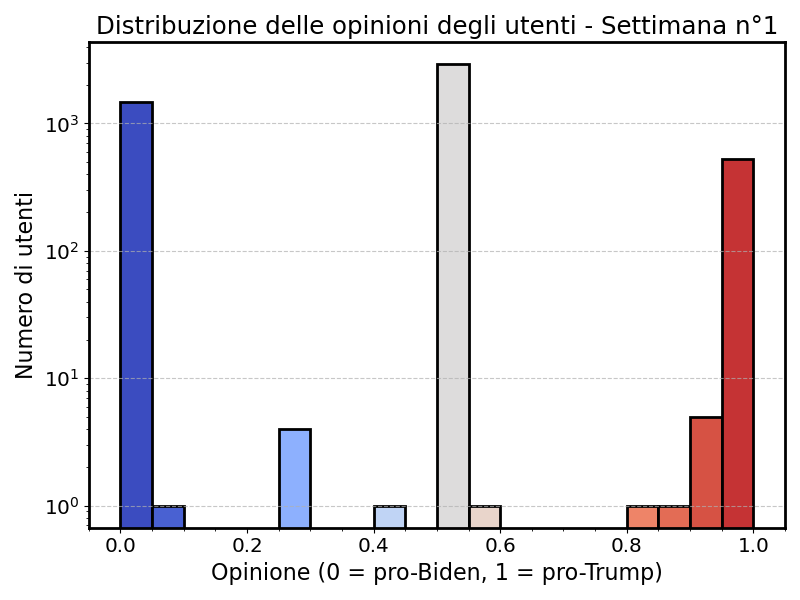 Distribuzione delle opinioni degli utenti - Settimana n°1
Numero di utenti
10³
10²
10¹
10⁰
0.0 0.2 0.4 0.6 0.8 1.0
Opinione (0 = pro-Biden, 1 = pro-Trump)